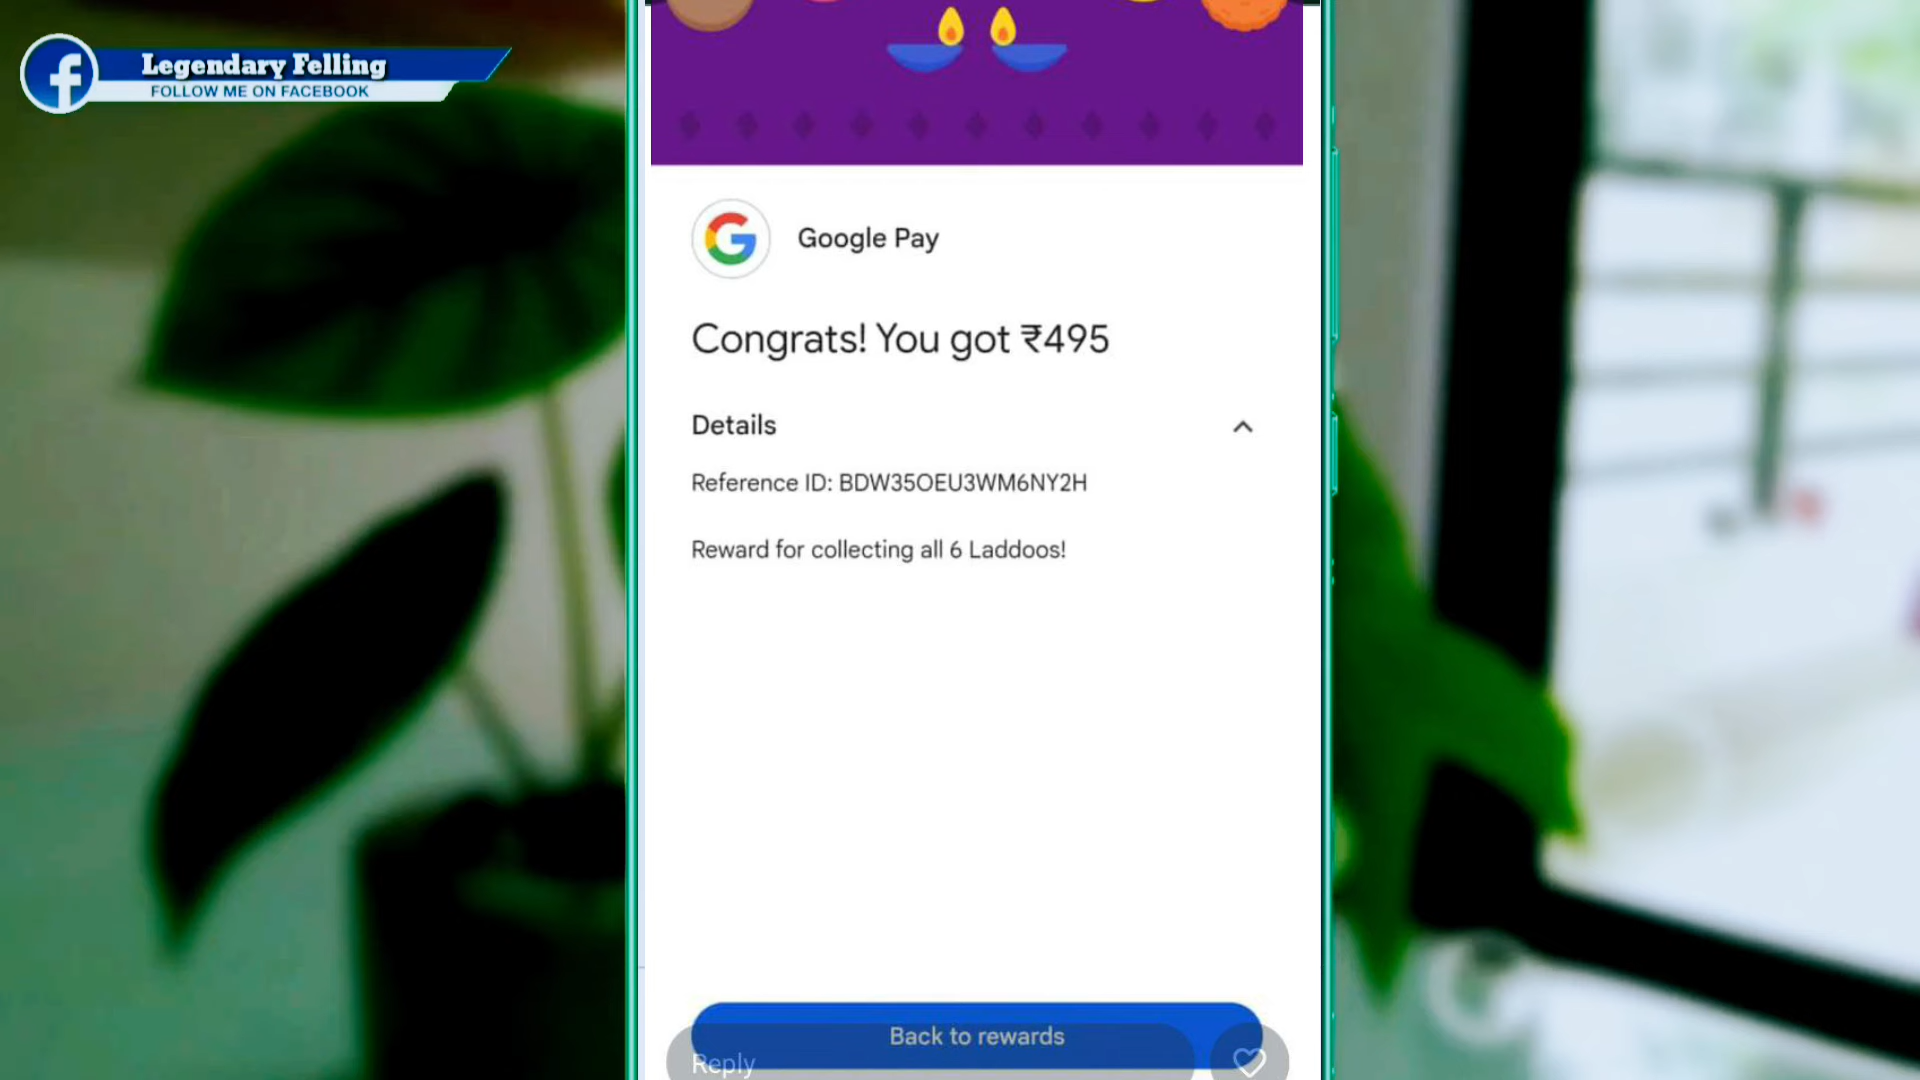 Legendary Felling
FOLLOW ME ON FACEBOOK
Google Pay
Congrats! You got ₹495
Details
Reference ID: BDW35OEU3WM6NY2H
Reward for collecting all 6 Laddoos!
Back to rewards
Reply